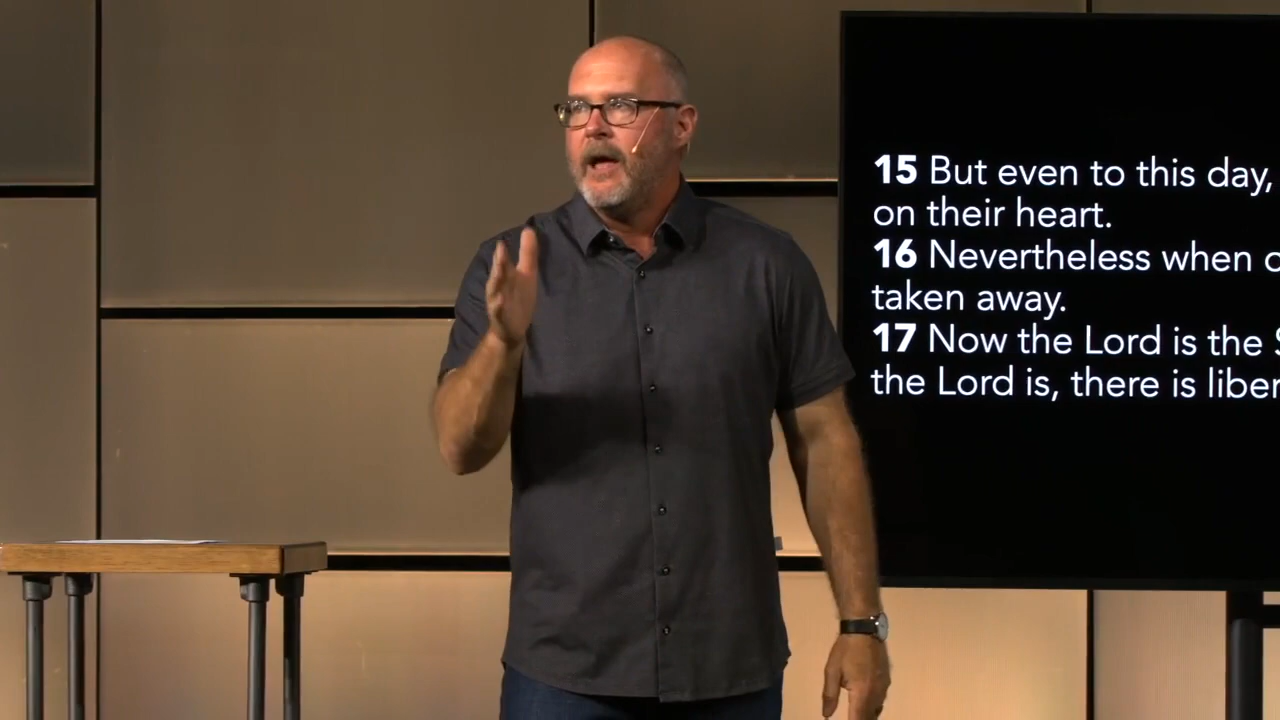 15 But even to this day,
on their heart.
16 Nevertheless when
taken away.
17 Now the Lord is the
the Lord is, there is